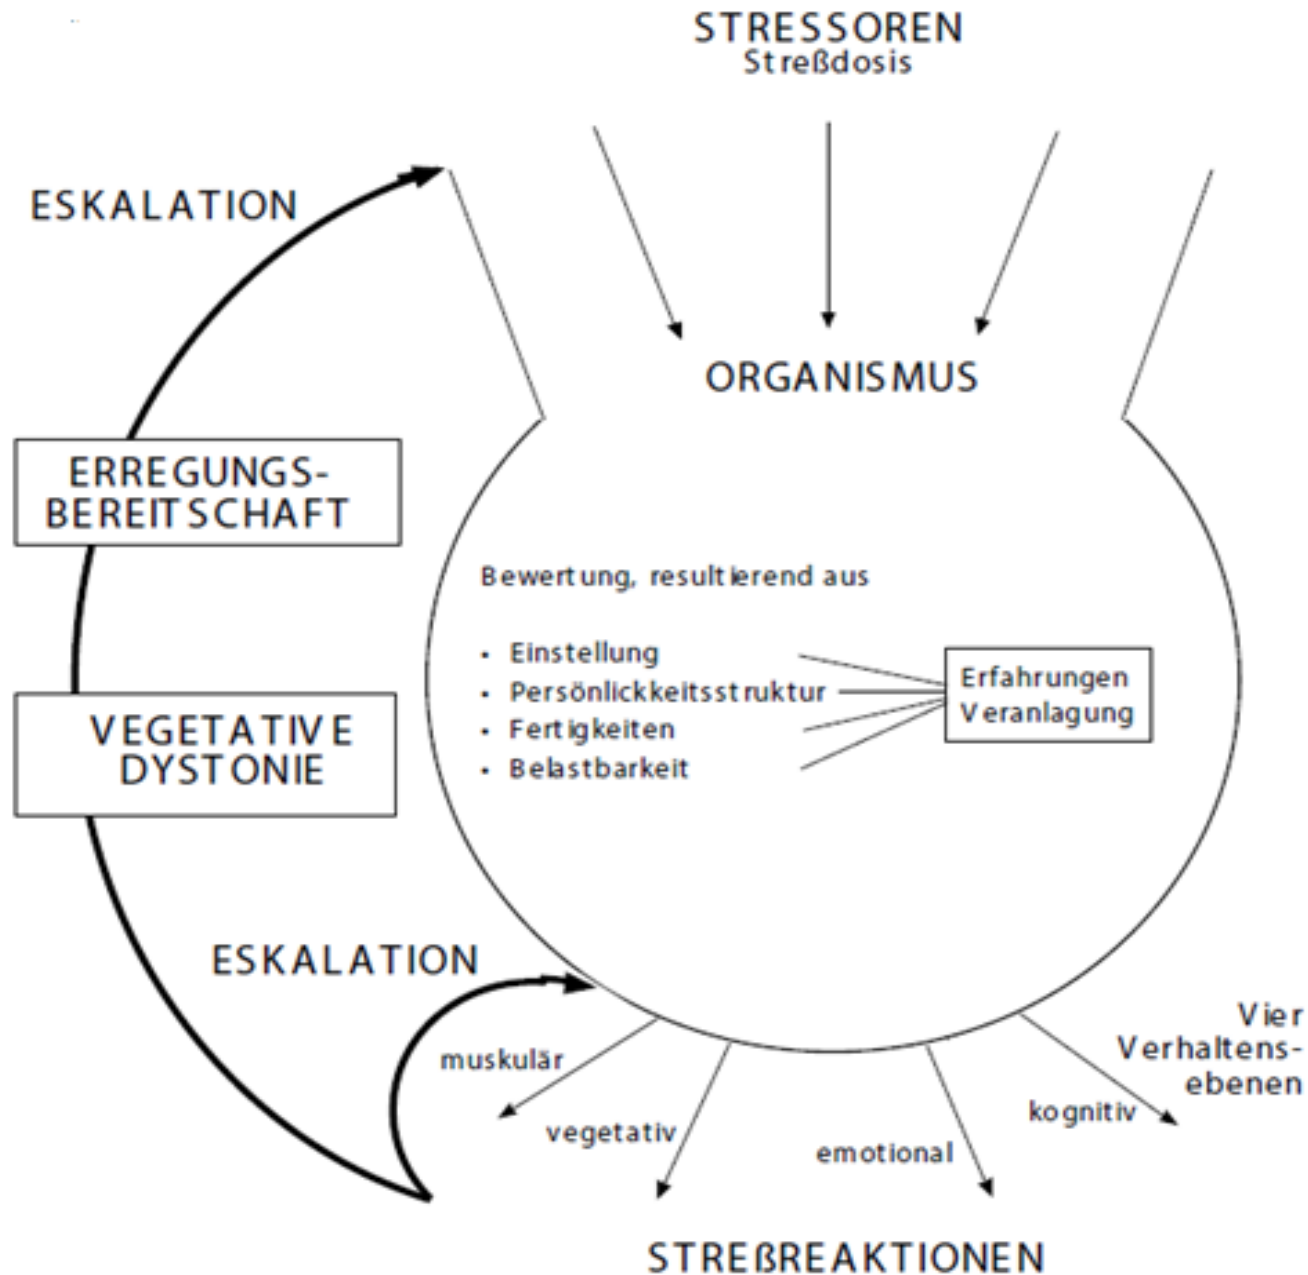 STRESSOREN
Streßdosis
ESKALATION
ORGANISMUS
ERREGUNGS-
BEREITSCHAFT
Bewertung, resultierend aus
• Einstellung
• Persönlickkeitsstruktur
• Fertigkeiten
• Belastbarkeit
Erfahrungen
Veranlagung
VEGETATIVE
DYSTONIE
ESKALATION
muskulär
vegetativ
emotional
kognitiv
Vier
Verhaltens-
ebenen
STREßREAKTIONEN